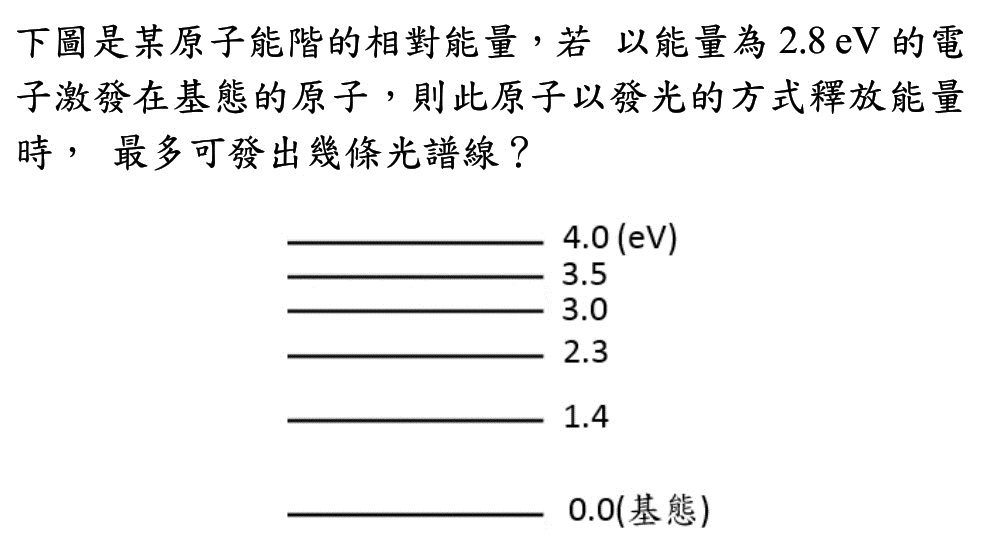 下圖是某原子能階的相對能量，若 以能量為 2.8 eV 的電
子激發在基態的原子，則此原子以發光的方式釋放能量
時， 最多可發出幾條光譜線？
4.0 (eV)
3.5
3.0
2.3
1.4
0.0(基態)